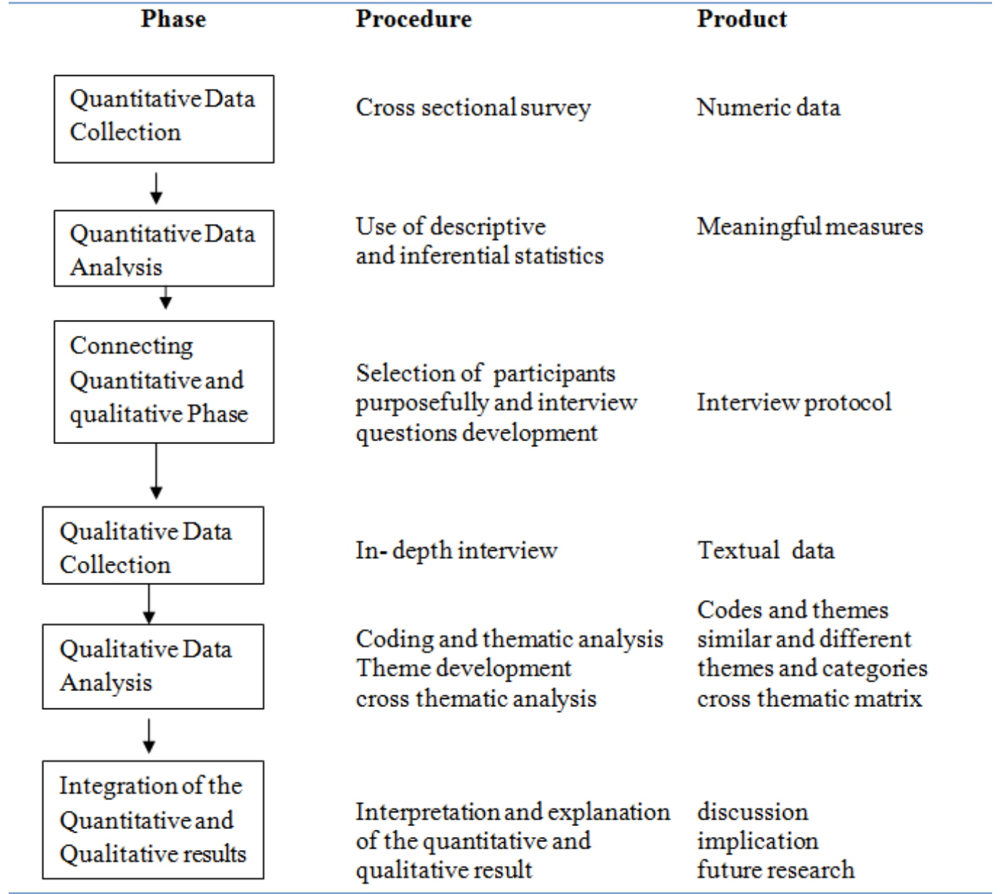 Phase Procedure Product
Quantitative Data
Collection
Cross sectional survey
Numeric data
Quantitative Data
Analysis
Use of descriptive
and inferential statistics
Meaningful measures
Connecting
Quantitative and
qualitative Phase
Selection of participants
purposefully and interview
questions development
Interview protocol
Qualitative Data
Collection
In- depth interview
Textual data
Qualitative Data
Analysis
Coding and thematic analysis
Theme development
cross thematic analysis
Codes and themes
similar and different
themes and categories
cross thematic matrix
Integration of the
Quantitative and
Qualitative results
Interpretation and explanation
of the quantitative and
qualitative result
discussion
implication
future research